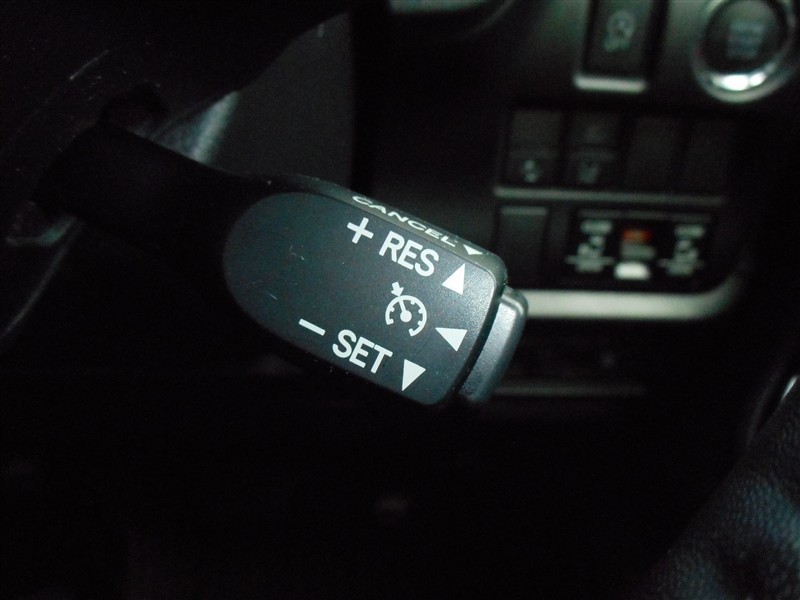 CANCEL
+ RES
- SET